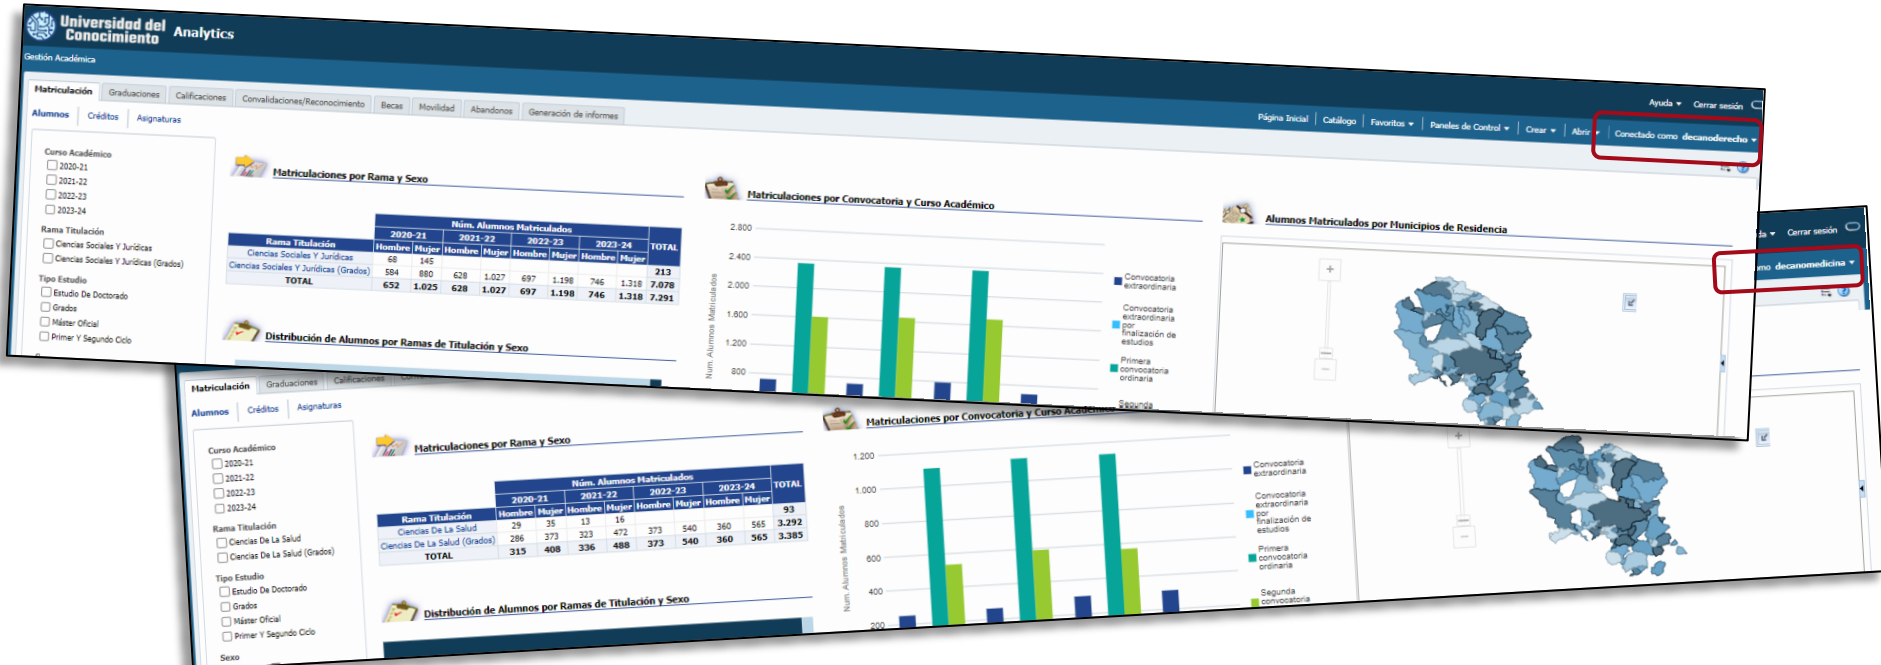 Universidad del
Conocimiento
Analytics
Gestión Académica
Ayuda Cerrar sesión
Página Inicial Catálogo Favoritos Paneles de Control Crear Abrir Conectado como decanoderecho
Matriculación Graduaciones Calificaciones Convalidaciones/Reconocimiento Becas Movilidad Abandonos Generación de informes
Alumnos Créditos Asignaturas
Curso Académico
2020-21
2021-22
2022-23
2023-24
Rama Titulación
Ciencias Sociales Y Jurídicas
Ciencias Sociales Y Jurídicas (Grados)
Tipo Estudio
Estudio De Doctorado
Grados
Máster Oficial
Primer Y Segundo Ciclo
Matriculaciones por Rama y Sexo
Núm. Alumnos Matriculados
2020-21 2021-22 2022-23 2023-24 TOTAL
Rama Titulación Hombre Mujer Hombre Mujer Hombre Mujer Hombre Mujer
Ciencias Sociales Y Jurídicas 68 145 213
Ciencias Sociales Y Jurídicas (Grados) 584 880 628 1.027 697 1.198 746 1.318 7.078
TOTAL 652 1.025 628 1.027 697 1.198 746 1.318 7.291
Distribución de Alumnos por Ramas de Titulación y Sexo
Matriculaciones por Convocatoria y Curso Académico
2.800
2.400
2.000
1.600
1.200
800
Num. Alumnos Matriculados
Convocatoria
extraordinaria
Convocatoria
extraordinaria
por
finalización de
estudios
Primera
convocatoria
ordinaria
Segunda
Alumnos Matriculados por Municipios de Residencia
Cerrar sesión
decanomedicina
Matriculación Graduaciones Calificaciones
Alumnos Créditos Asignaturas
Curso Académico
2020-21
2021-22
2022-23
2023-24
Rama Titulación
Ciencias De La Salud
Ciencias De La Salud (Grados)
Tipo Estudio
Estudio De Doctorado
Grados
Máster Oficial
Primer Y Segundo Ciclo
Sexo
Matriculaciones por Rama y Sexo
Núm. Alumnos Matriculados
2020-21 2021-22 2022-23 2023-24 TOTAL
Rama Titulación Hombre Mujer Hombre Mujer Hombre Mujer Hombre Mujer
Ciencias De La Salud 29 35 13 16 93
Ciencias De La Salud (Grados) 286 373 323 472 373 540 360 565 3.292
TOTAL 315 408 336 488 373 540 360 565 3.385
Distribución de Alumnos por Ramas de Titulación y Sexo
Matriculaciones por Convocatoria y Curso Académico
1.200
1.000
800
600
400
200
Num. Alumnos Matriculados
Convocatoria
extraordinaria
Convocatoria
extraordinaria
por
finalización de
estudios
Primera
convocatoria
ordinaria
Segunda
convocatoria